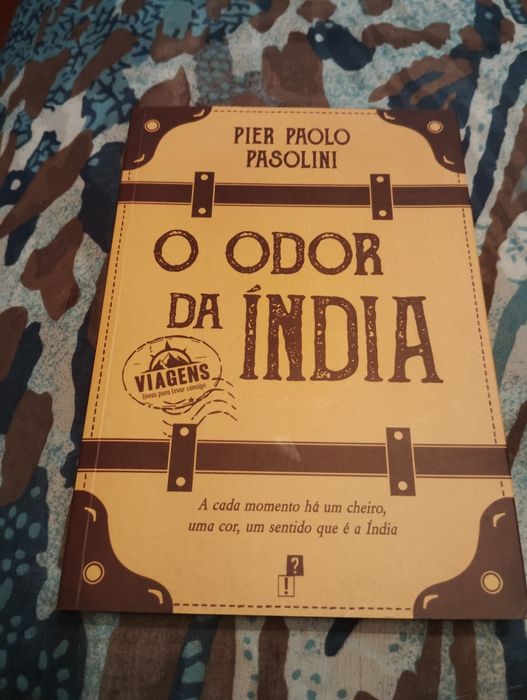 PIER PAOLO
PASOLINI
O ODOR
DA ÍNDIA
VIAGENS
Livros para levar consigo
A cada momento há um cheiro,
uma cor, um sentido que é a Índia
?
!